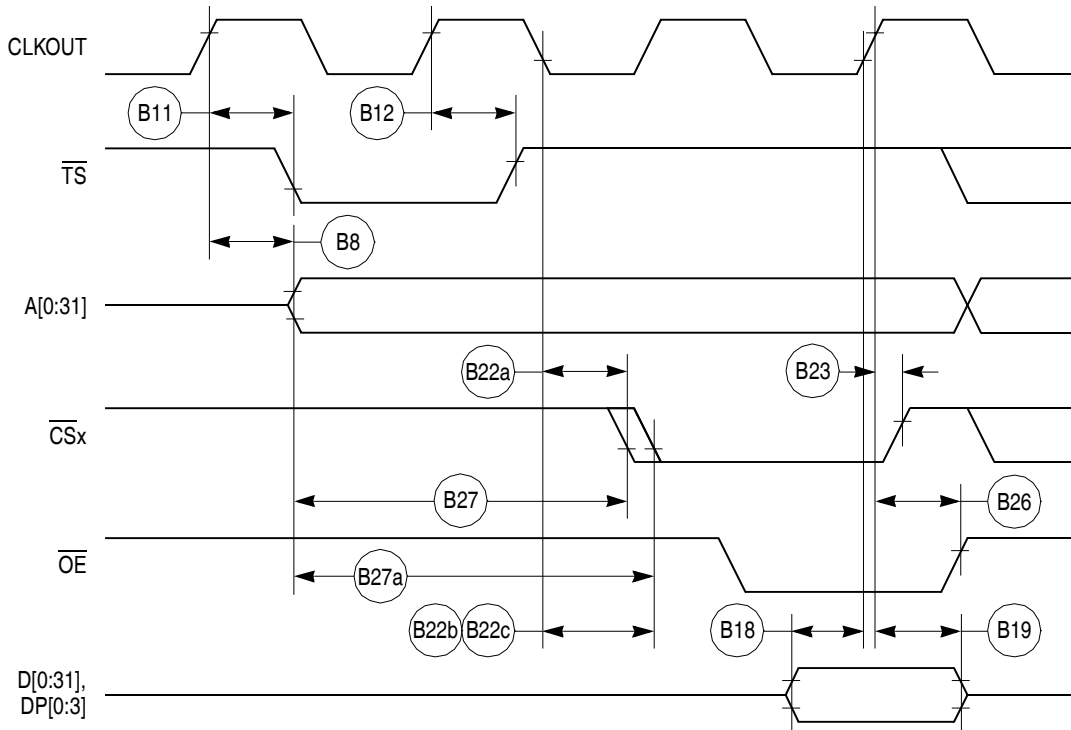 CLKOUT
B11
B12
TS
B8
A[0:31]
B22a
B23
CSx
B27
B26
OE
B27a
B22b B22c
B18
B19
D[0:31],
DP[0:3]